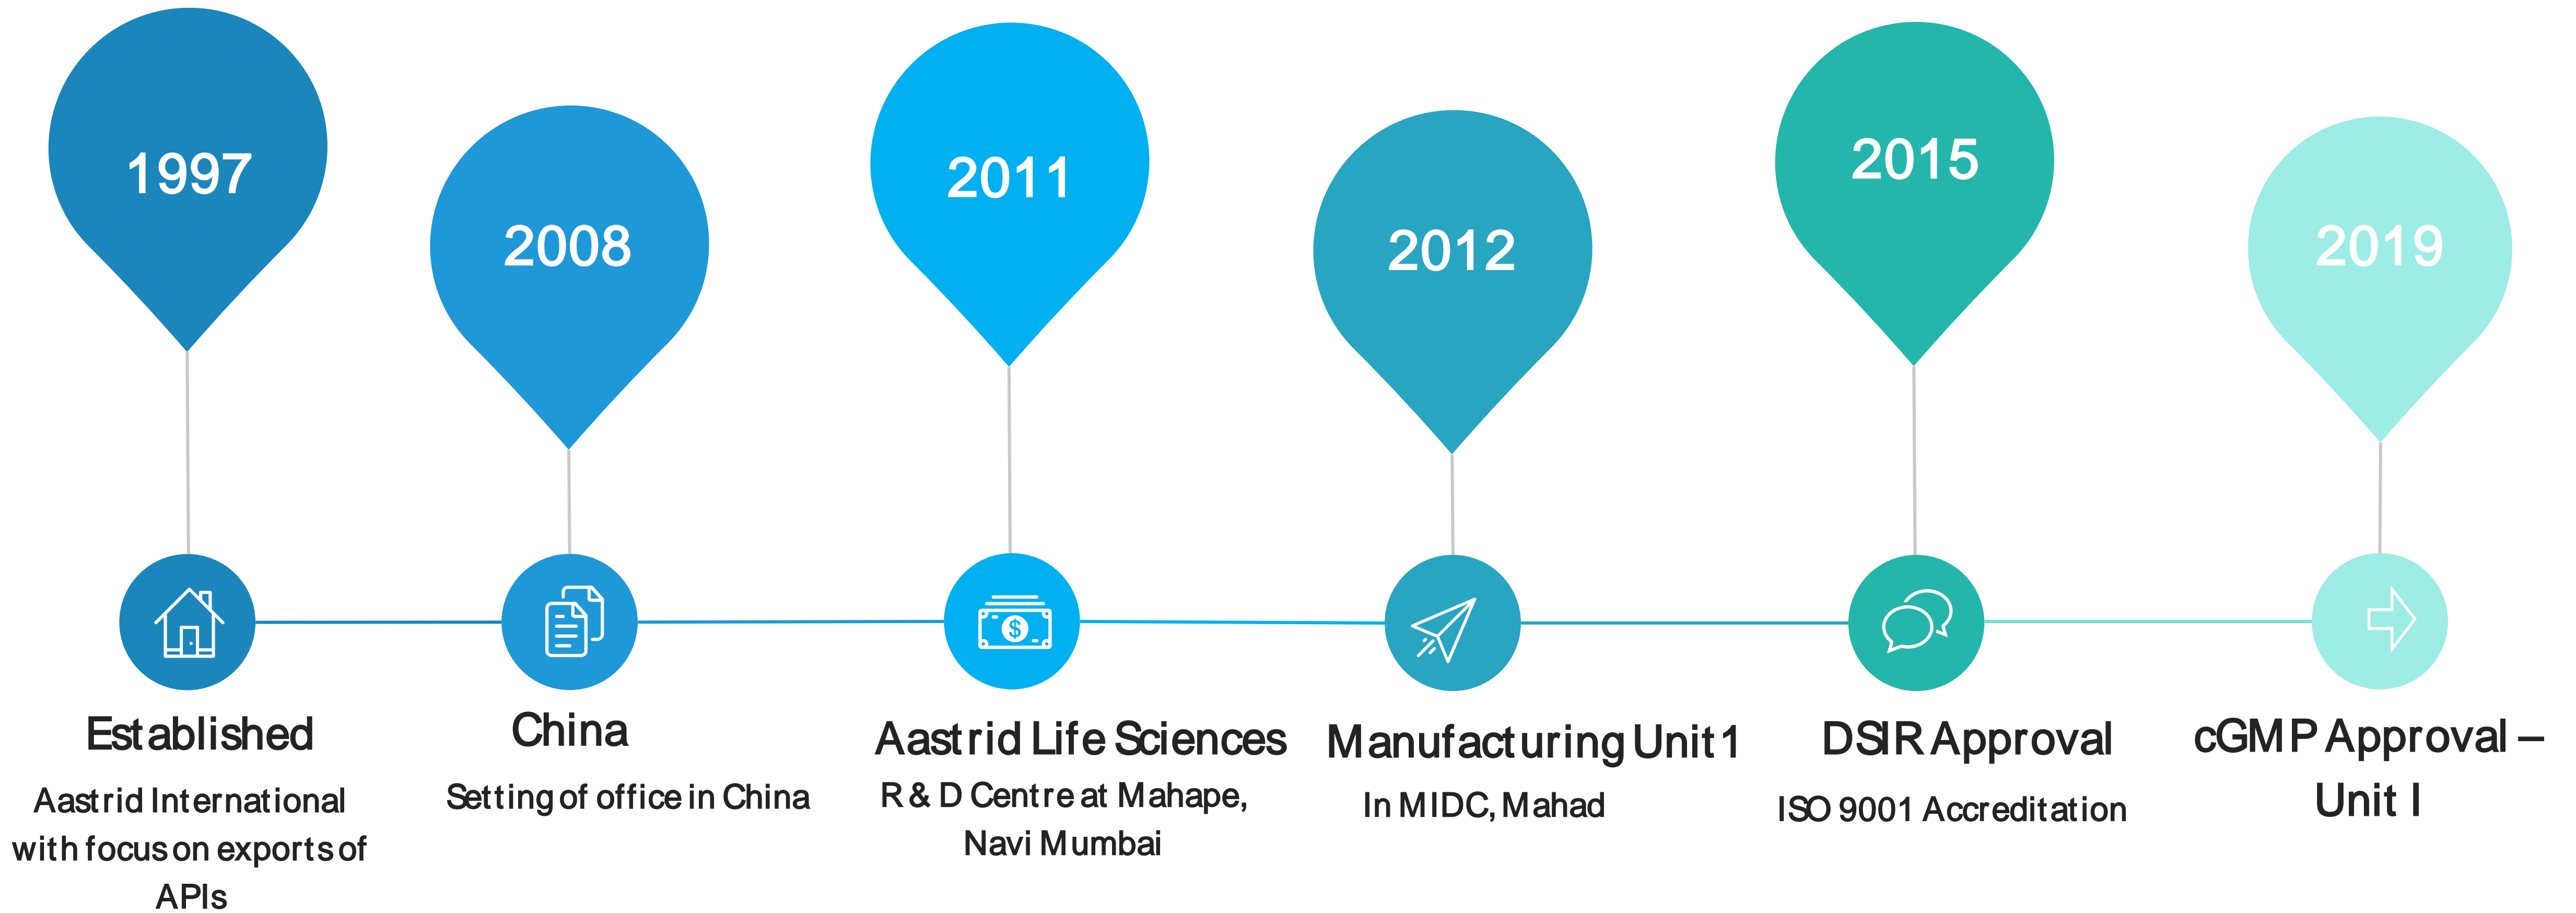 1997
2008
2011
2012
2015
2019
Established
Aastrid International
with focus on exports of
APIs
China
Setting of office in China
Aastrid Life Sciences
R & D Centre at Mahape,
Navi Mumbai
Manufacturing Unit 1
In MIDC, Mahad
DSIR Approval
ISO 9001 Accreditation
cGMP Approval –
Unit I